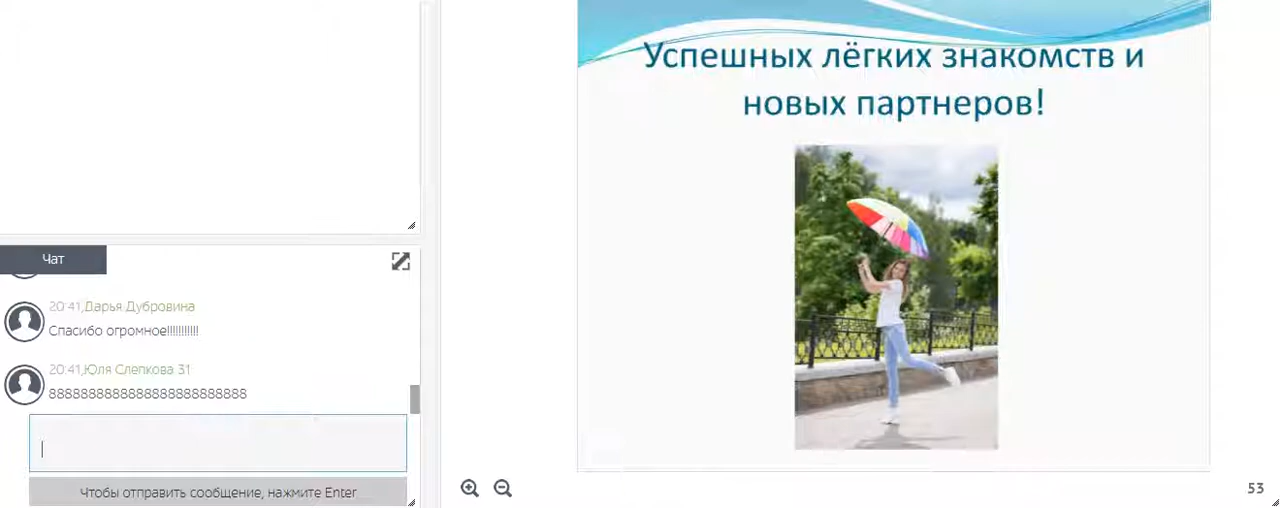 Чат
20:41,Дарья Дубровина
Спасибо огромное!!!!!!!!!!!
20:41,Юля Слепкова 31
8888888888888888888888888
Чтобы отправить сообщение, нажмите Enter
Успешных лёгких знакомств и
новых партнеров!
53